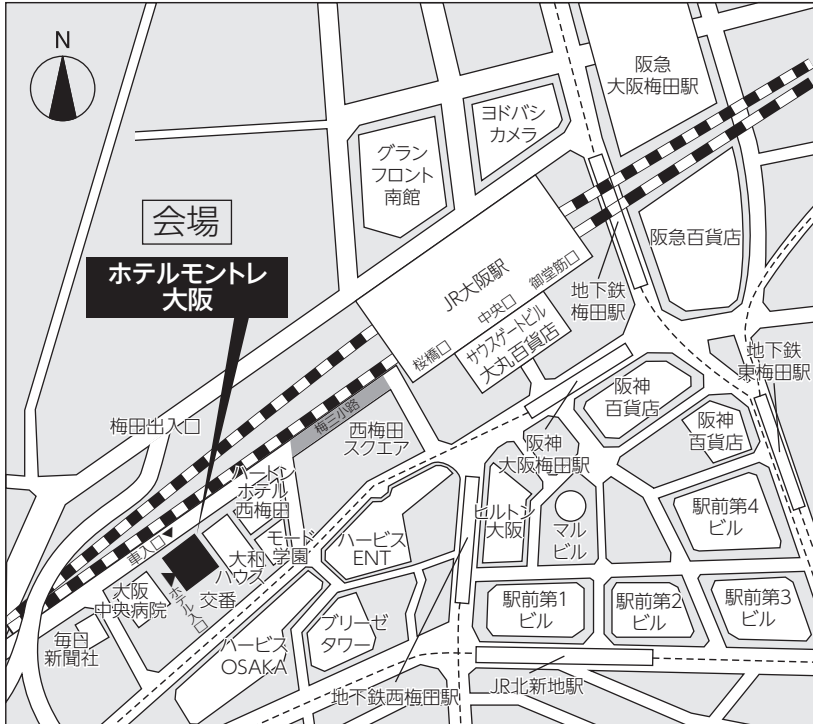 N
阪急
大阪梅田駅
ヨドバシ
カメラ
グラン
フロント
南館
会場
ホテルモントレ
大阪
JR大阪駅
御堂筋口
中央口
桜橋口
サウスゲートビル
大丸百貨店
阪急百貨店
地下鉄
梅田駅
地下鉄
東梅田駅
阪神
百貨店
阪神
百貨店
阪神
大阪梅田駅
梅田出入口
梅三小路
西梅田
スクエア
ハートン
ホテル
西梅田
モード
学園
大和
ハウス
車入口
ホテル入口
交番
大阪
中央病院
毎日
新聞社
ハービス
ENT
ハービス
OSAKA
ブリーゼ
タワー
ヒルトン
大阪
マル
ビル
駅前第4
ビル
駅前第1
ビル
駅前第2
ビル
駅前第3
ビル
地下鉄西梅田駅
JR北新地駅